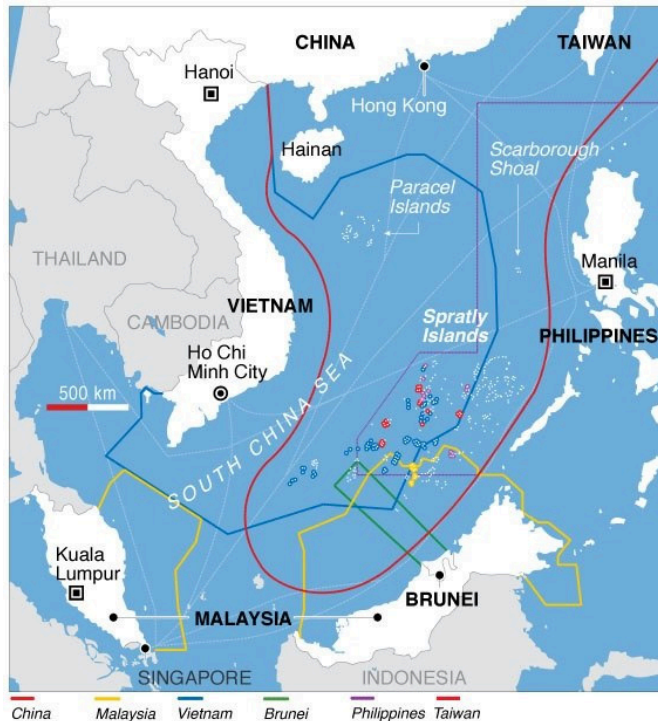 CHINA
TAIWAN
Hanoi
Hong Kong
Hainan
Scarborough
Shoal
Paracel
Islands
THAILAND
Manila
VIETNAM
CAMBODIA
Spratly
Islands
PHILIPPINES
Ho Chi
Minh City
500 km
SOUTH CHINA SEA
Kuala
Lumpur
BRUNEI
MALAYSIA
SINGAPORE
INDONESIA
China
Malaysia
Vietnam
Brunei
Philippines
Taiwan